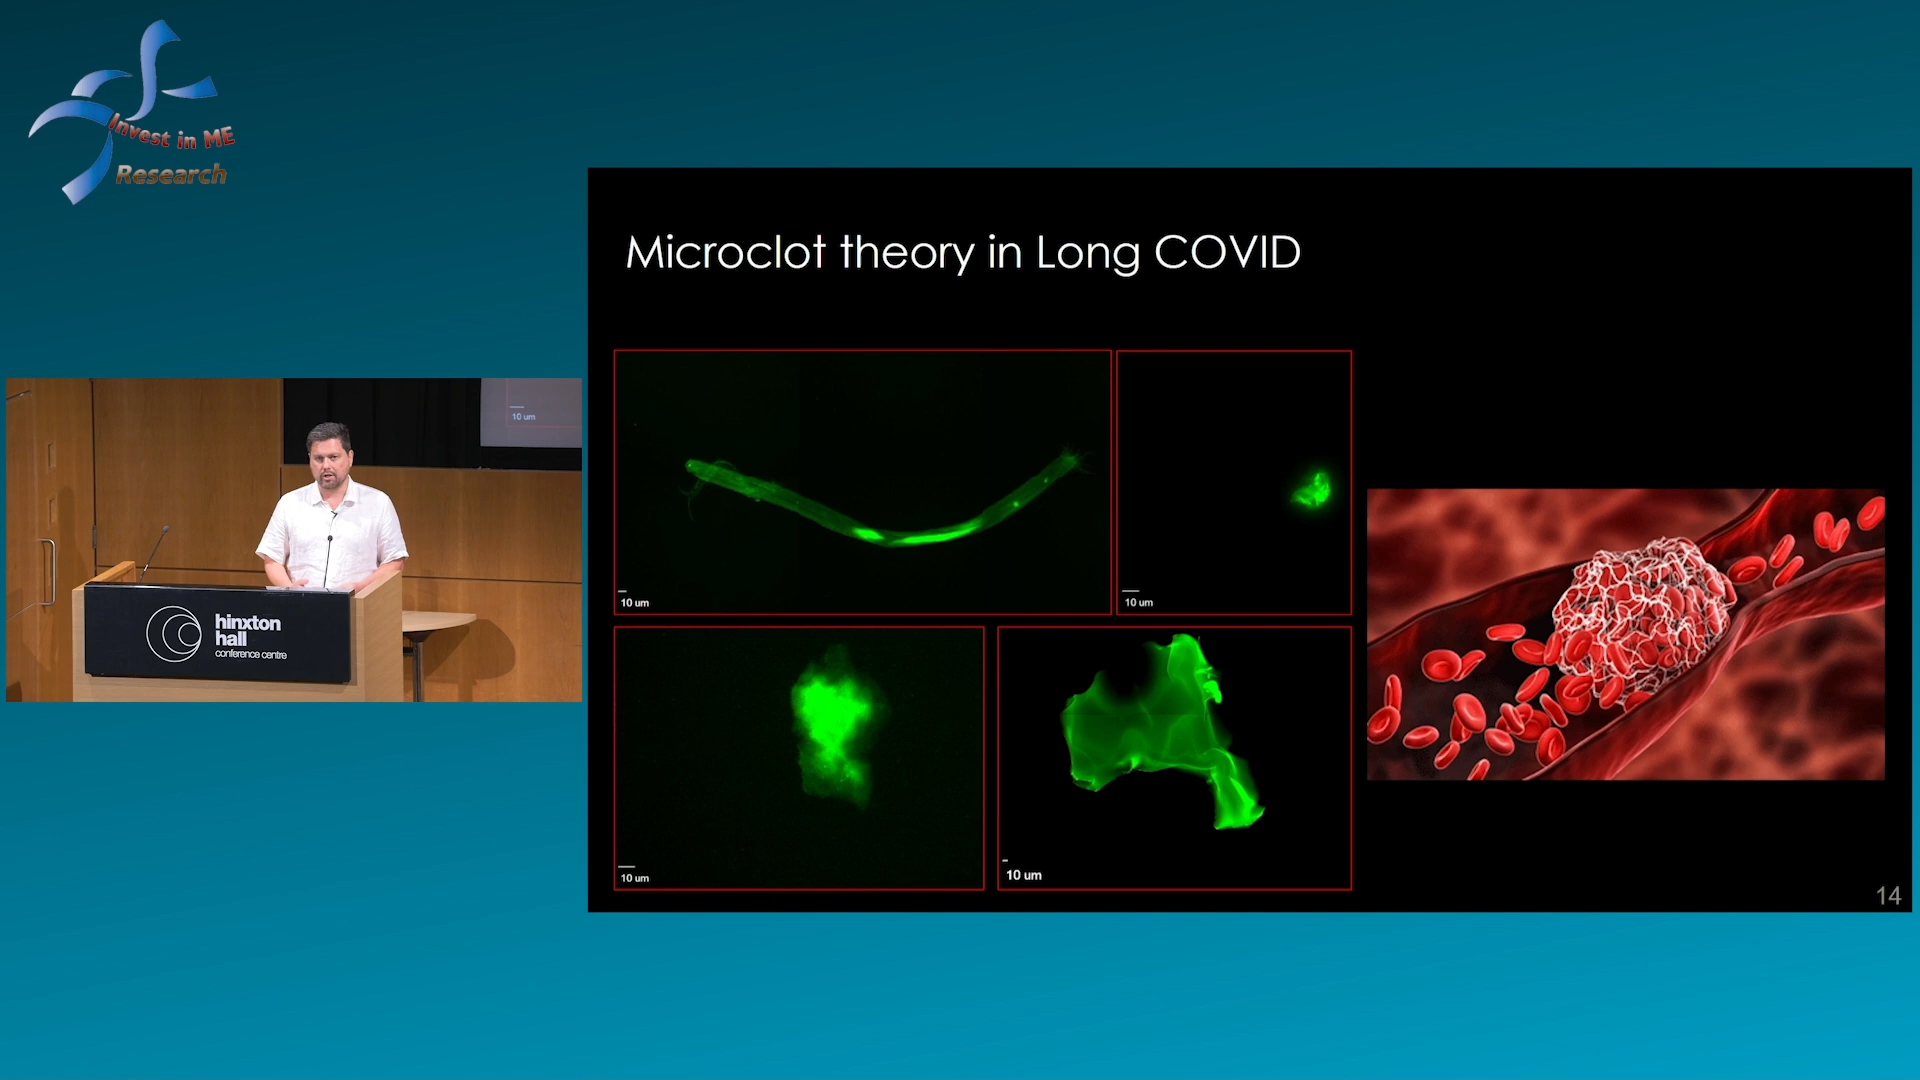 Invest in ME
Research
Microclot theory in Long COVID
10 um
10 um
10 um
10 um
10 um
hinxton
hall
conference centre
14